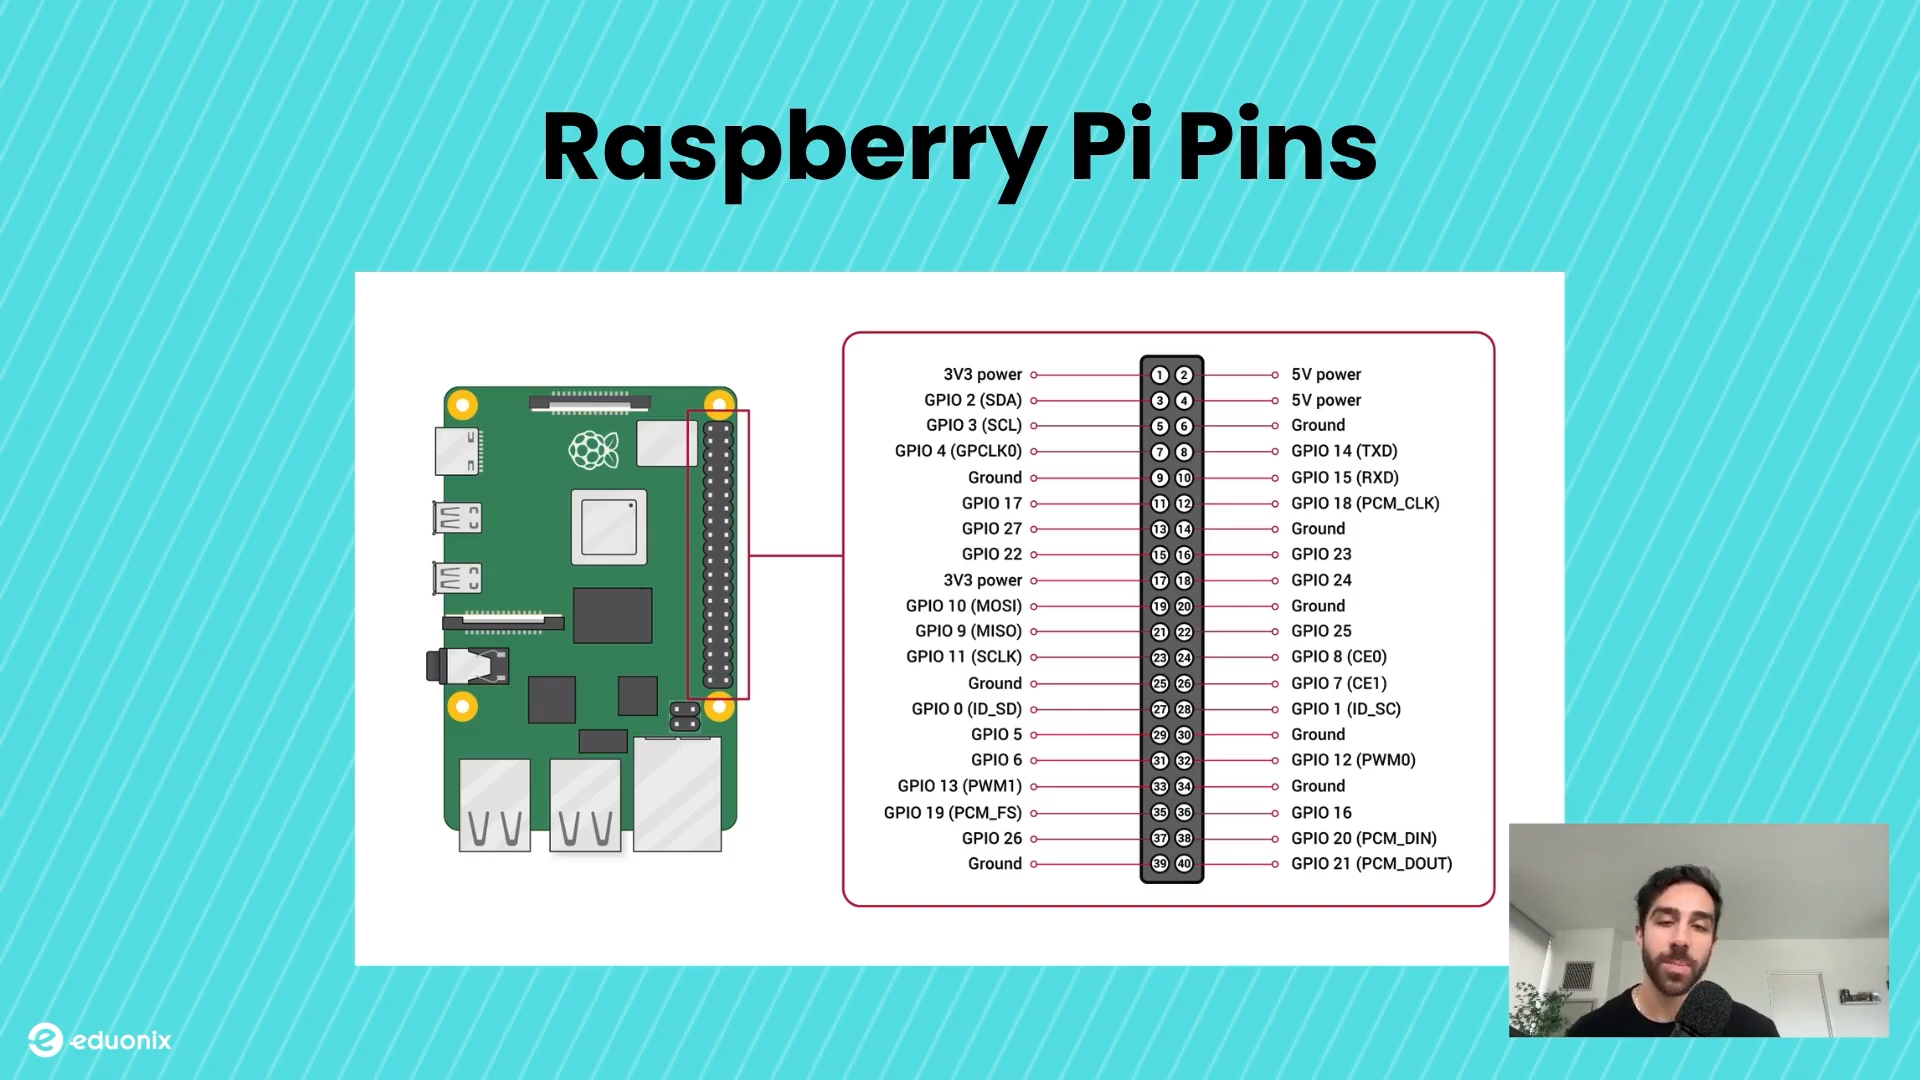 Raspberry Pi Pins
3V3 power 1 2 5V power
GPIO 2 (SDA) 3 4 5V power
GPIO 3 (SCL) 5 6 Ground
GPIO 4 (GPCLK0) 7 8 GPIO 14 (TXD)
Ground 9 10 GPIO 15 (RXD)
GPIO 17 11 12 GPIO 18 (PCM_CLK)
GPIO 27 13 14 Ground
GPIO 22 15 16 GPIO 23
3V3 power 17 18 GPIO 24
GPIO 10 (MOSI) 19 20 Ground
GPIO 9 (MISO) 21 22 GPIO 25
GPIO 11 (SCLK) 23 24 GPIO 8 (CE0)
Ground 25 26 GPIO 7 (CE1)
GPIO 0 (ID_SD) 27 28 GPIO 1 (ID_SC)
GPIO 5 29 30 Ground
GPIO 6 31 32 GPIO 12 (PWM0)
GPIO 13 (PWM1) 33 34 Ground
GPIO 19 (PCM_FS) 35 36 GPIO 16
GPIO 26 37 38 GPIO 20 (PCM_DIN)
Ground 39 40 GPIO 21 (PCM_DOUT)
eduonix